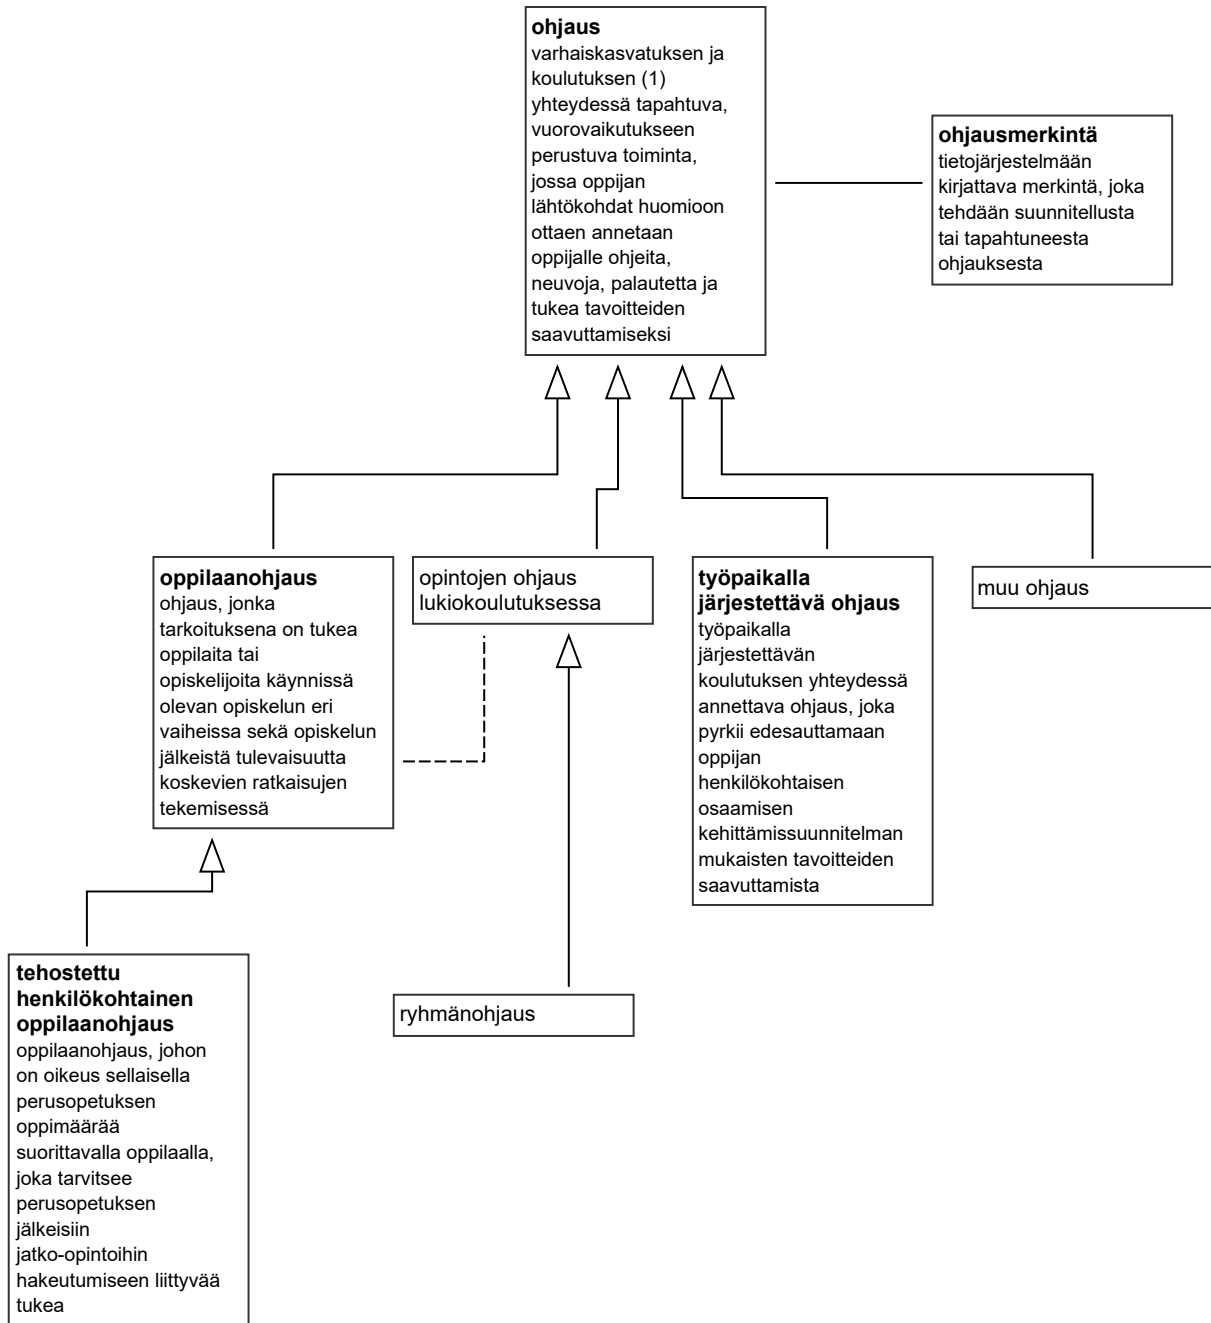 ohjaus
varhaiskasvatuksen ja
koulutuksen (1)
yhteydessä tapahtuva,
vuorovaikutukseen
perustuva toiminta,
jossa oppijan
lähtökohdat huomioon
ottaen annetaan
oppijalle ohjeita,
neuvoja, palautetta ja
tukea tavoitteiden
saavuttamiseksi
ohjausmerkintä
tietojärjestelmään
kirjattava merkintä, joka
tehdään suunnitellusta
tai tapahtuneesta
ohjauksesta
oppilaanohjaus
ohjaus, jonka
tarkoituksena on tukea
oppilaita tai
opiskelijoita käynnissä
olevan opiskelun eri
vaiheissa sekä opiskelun
jälkeistä tulevaisuutta
koskevien ratkaisujen
tekemisessä
opintojen ohjaus
lukiokoulutuksessa
työpaikalla
järjestettävä ohjaus
työpaikalla
järjestettävän
koulutuksen yhteydessä
annettava ohjaus, joka
pyrkii edesauttamaan
oppijan
henkilökohtaisen
osaamisen
kehittämissuunnitelman
mukaisten tavoitteiden
saavuttamista
muu ohjaus
tehostettu
henkilökohtainen
oppilaanohjaus
oppilaanohjaus, johon
on oikeus sellaisella
perusopetuksen
oppimäärää
suorittavalla oppilaalla,
joka tarvitsee
perusopetuksen
jälkeisiin
jatko-opintoihin
hakeutumiseen liittyvää
tukea
ryhmänohjaus